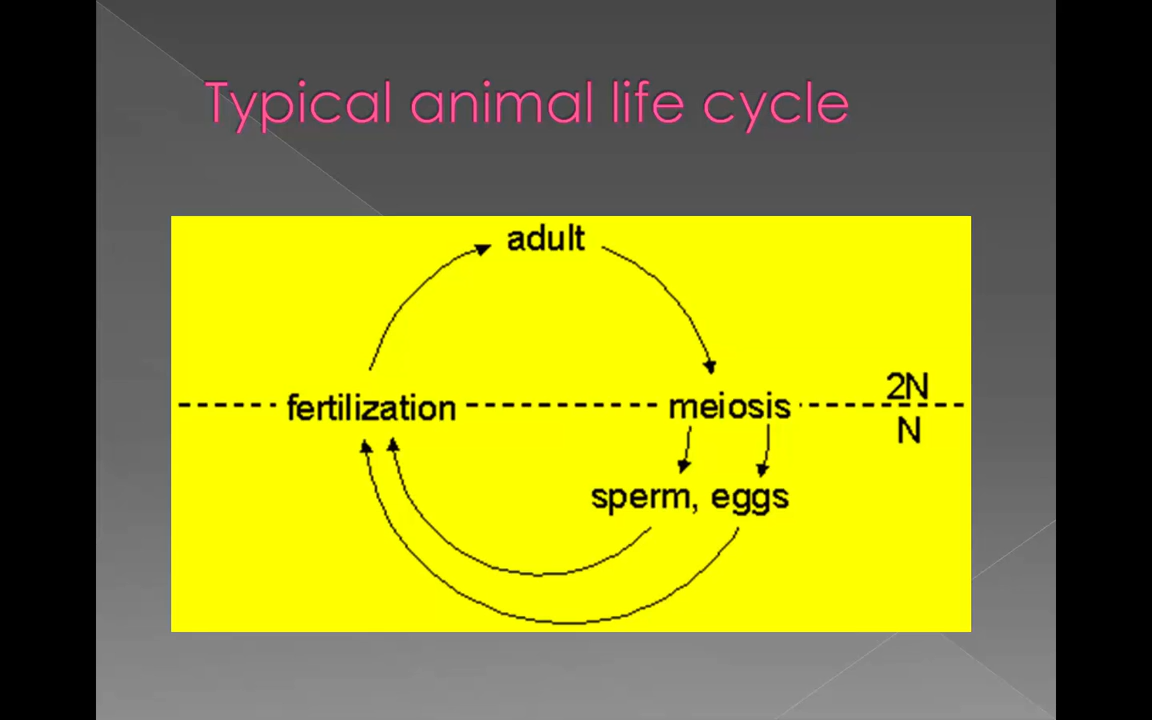 Typical animal life cycle
adult
2N
fertilization
meiosis
N
sperm, eggs